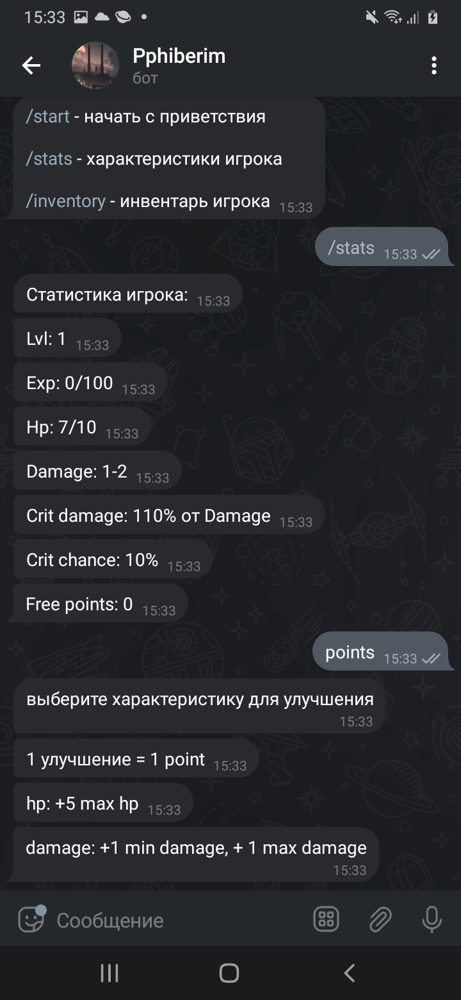 15:33
Pphiberim
бот
/start - начать с приветствия
/stats - характеристики игрока
/inventory - инвентарь игрока 15:33
/stats 15:33
Статистика игрока: 15:33
Lvl: 1 15:33
Exp: 0/100 15:33
Hp: 7/10 15:33
Damage: 1-2 15:33
Crit damage: 110% от Damage 15:33
Crit chance: 10% 15:33
Free points: 0 15:33
points 15:33
выберите характеристику для улучшения
15:33
1 улучшение = 1 point 15:33
hp: +5 max hp 15:33
damage: +1 min damage, + 1 max damage
15:33
Сообщение